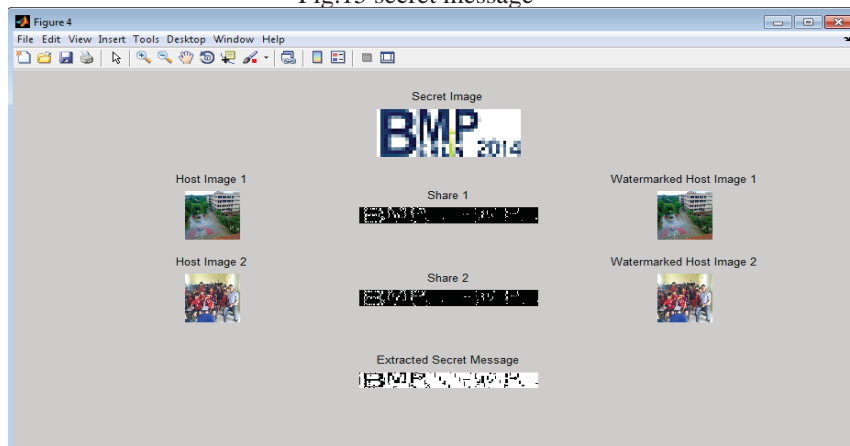 Fig.13 secret message
Figure 4
File Edit View Insert Tools Desktop Window Help
Secret Image
BMP
2014
Host Image 1
Share 1
Watermarked Host Image 1
Host Image 2
Share 2
Watermarked Host Image 2
Extracted Secret Message
BMP